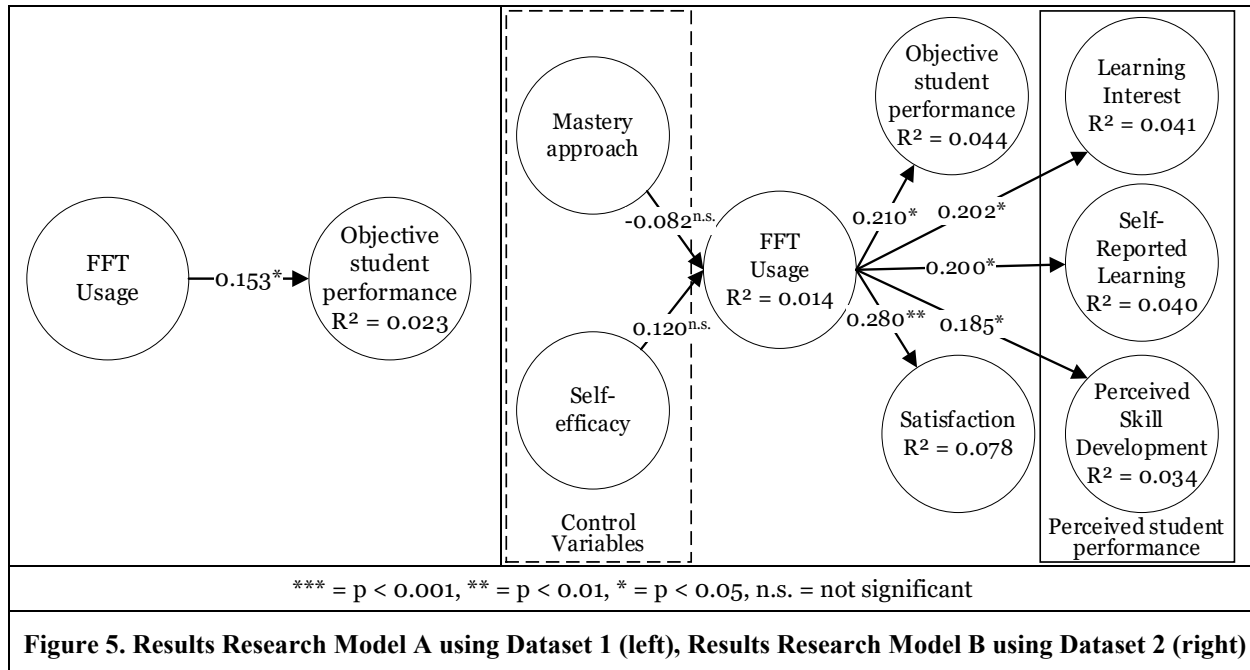 FFT
Usage
0.153*
Objective
student
performance
R² = 0.023
Mastery
approach
-0.082n.s.
Self-
efficacy
0.120n.s.
Control
Variables
FFT
Usage
R² = 0.014
Objective
student
performance
R² = 0.044
0.210*
0.202*
0.200*
0.280**
0.185*
Satisfaction
R² = 0.078
Learning
Interest
R² = 0.041
Self-
Reported
Learning
R² = 0.040
Perceived
Skill
Development
R² = 0.034
Perceived student
performance
*** = p < 0.001, ** = p < 0.01, * = p < 0.05, n.s. = not significant
Figure 5. Results Research Model A using Dataset 1 (left), Results Research Model B using Dataset 2 (right)